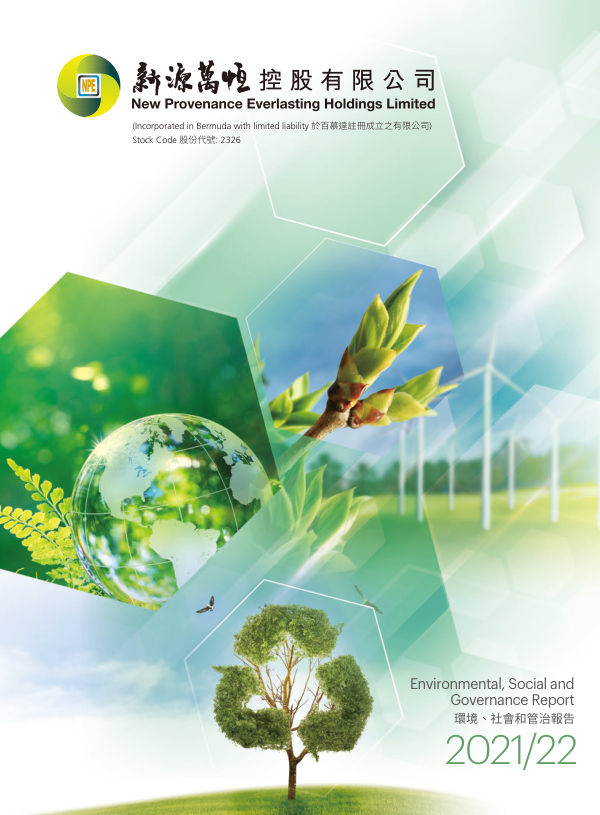 NPE
新源萬恒控股有限公司
New Provenance Everlasting Holdings Limited
(Incorporated in Bermuda with limited liability 於百慕達註冊成立之有限公司)
Stock Code 股份代號: 2326
Environmental, Social and
Governance Report
環境、社會和管治報告
2021/22